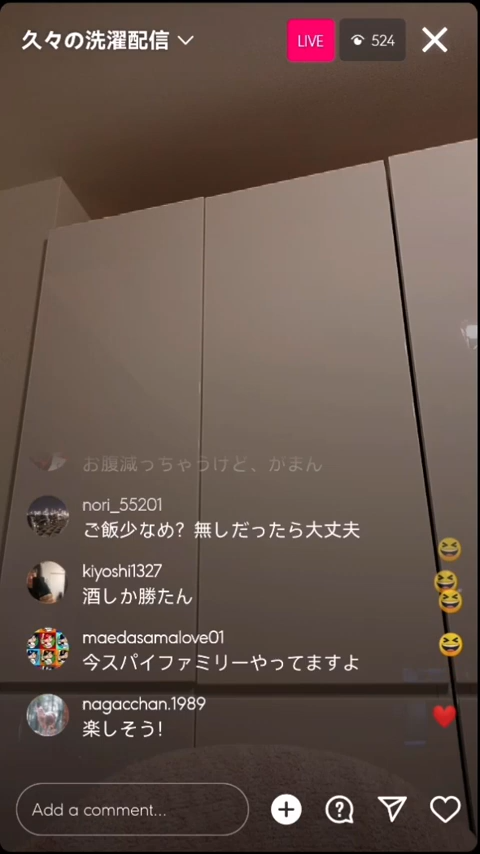 久々の洗濯配信
LIVE
524
お腹減っちゃうけど、がまん
nori_55201
ご飯少なめ？無しだったら大丈夫
kiyoshi1327
酒しか勝たん
maedasamalove01
今スパイファミリーやってますよ
nagacchan.1989
楽しそう！
Add a comment...